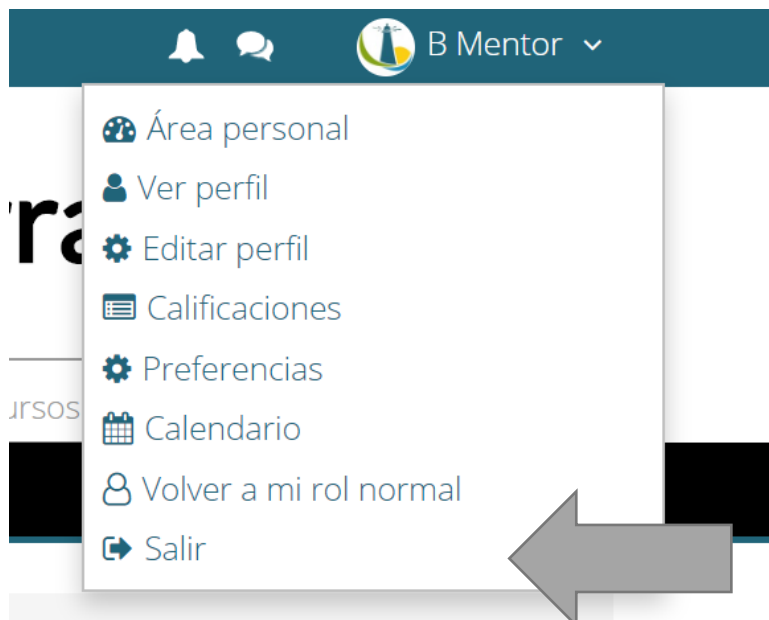 B Mentor
Área personal
Ver perfil
Editar perfil
Calificaciones
Preferencias
Calendario
Volver a mi rol normal
Salir